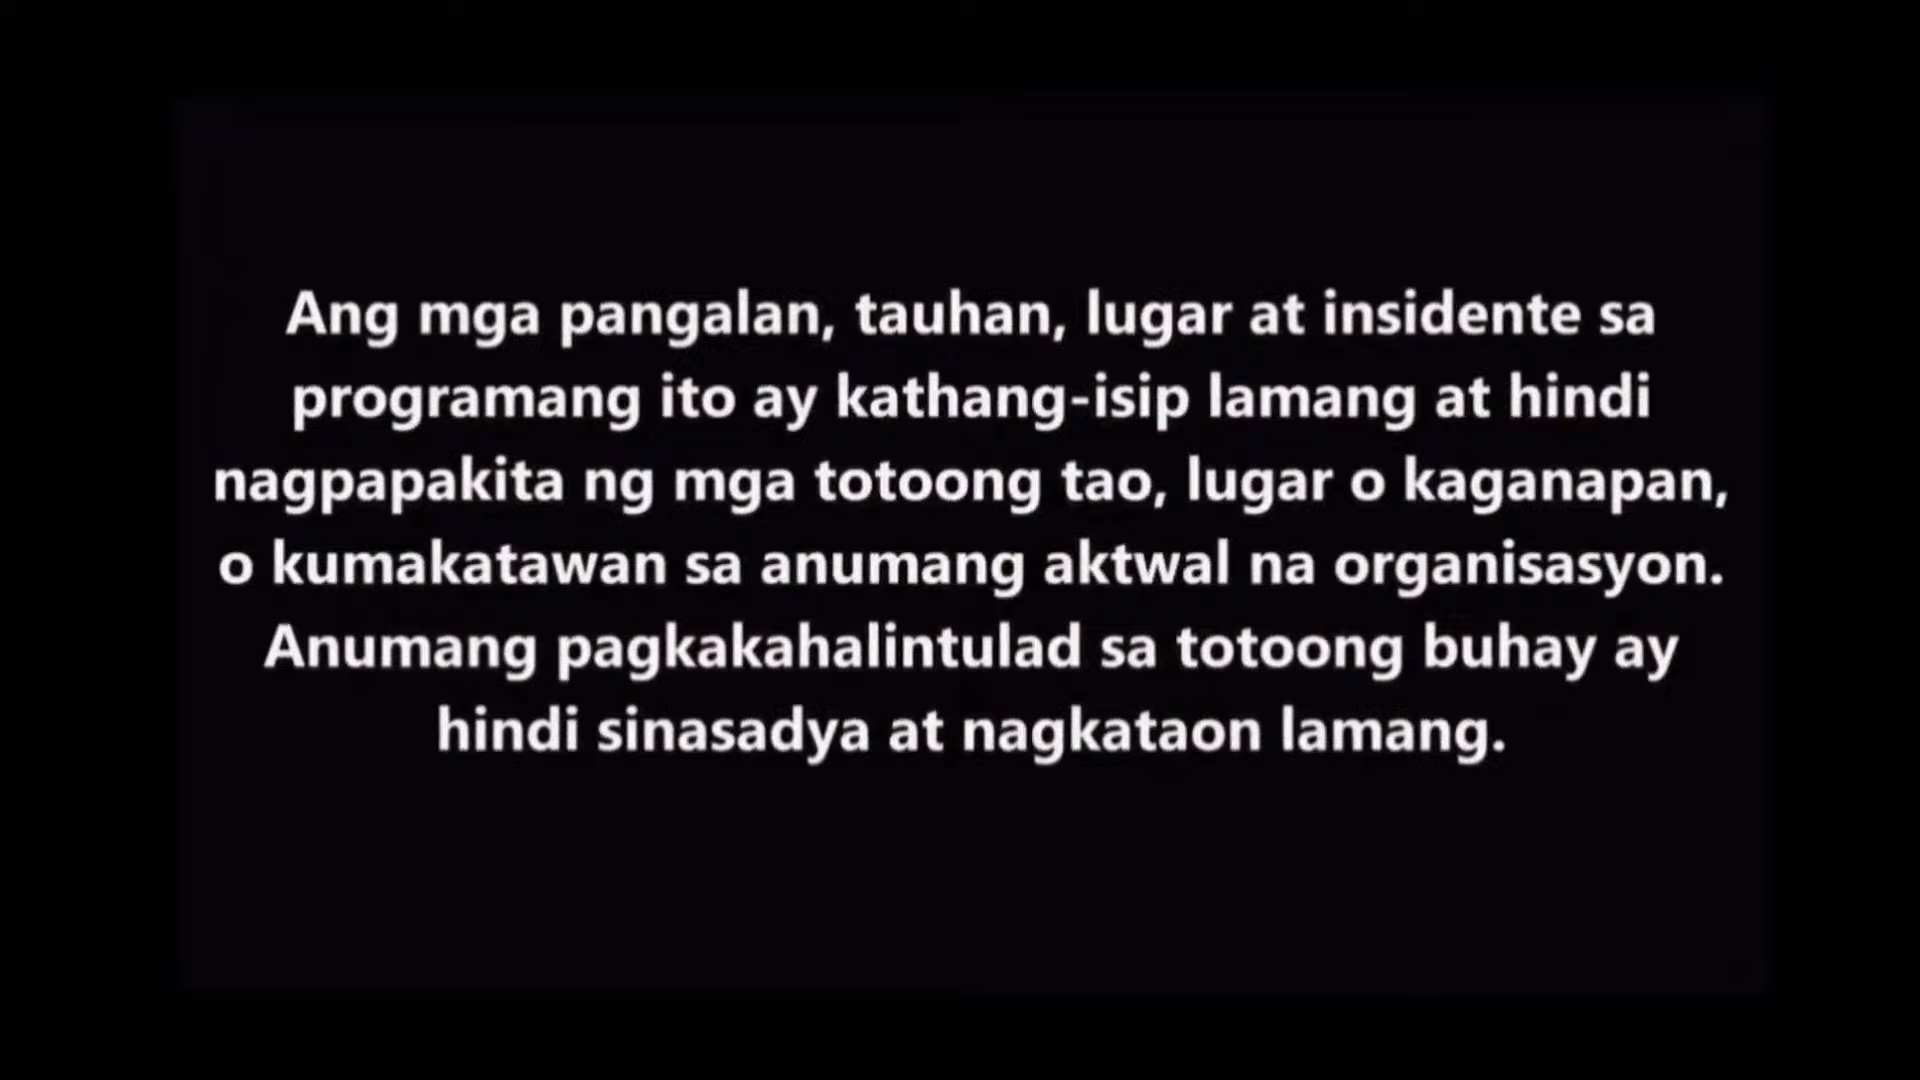 Ang mga pangalan, tauhan, lugar at insidente sa
programang ito ay kathang-isip lamang at hindi
nagpapakita ng mga totoong tao, lugar o kaganapan,
o kumakatawan sa anumang aktwal na organisasyon.
Anumang pagkakahalintulad sa totoong buhay ay
hindi sinasadya at nagkataon lamang.